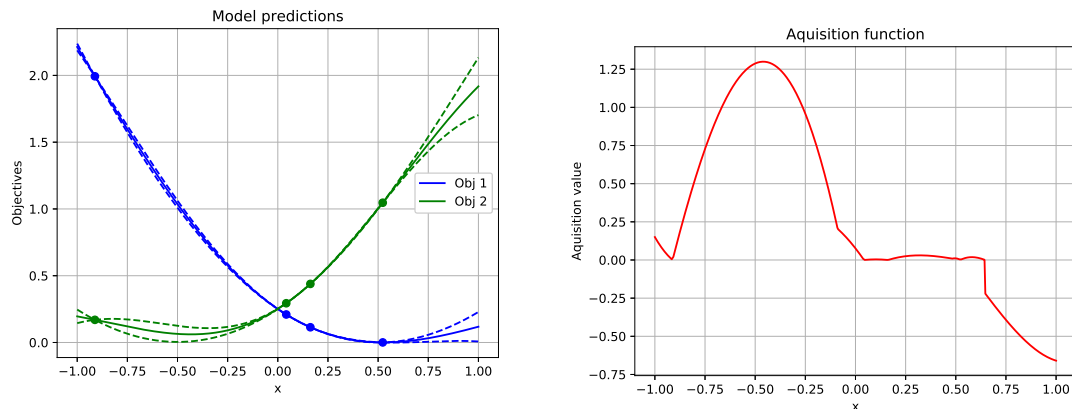 Model predictions
2.0
1.5
1.0
0.5
0.0
Objectives
Obj 1
Obj 2
−1.00 −0.75 −0.50 −0.25 0.00 0.25 0.50 0.75 1.00
x
Aquisition function
1.25
1.00
0.75
0.50
0.25
0.00
−0.25
−0.50
−0.75
Aquisition value
−1.00 −0.75 −0.50 −0.25 0.00 0.25 0.50 0.75 1.00
x